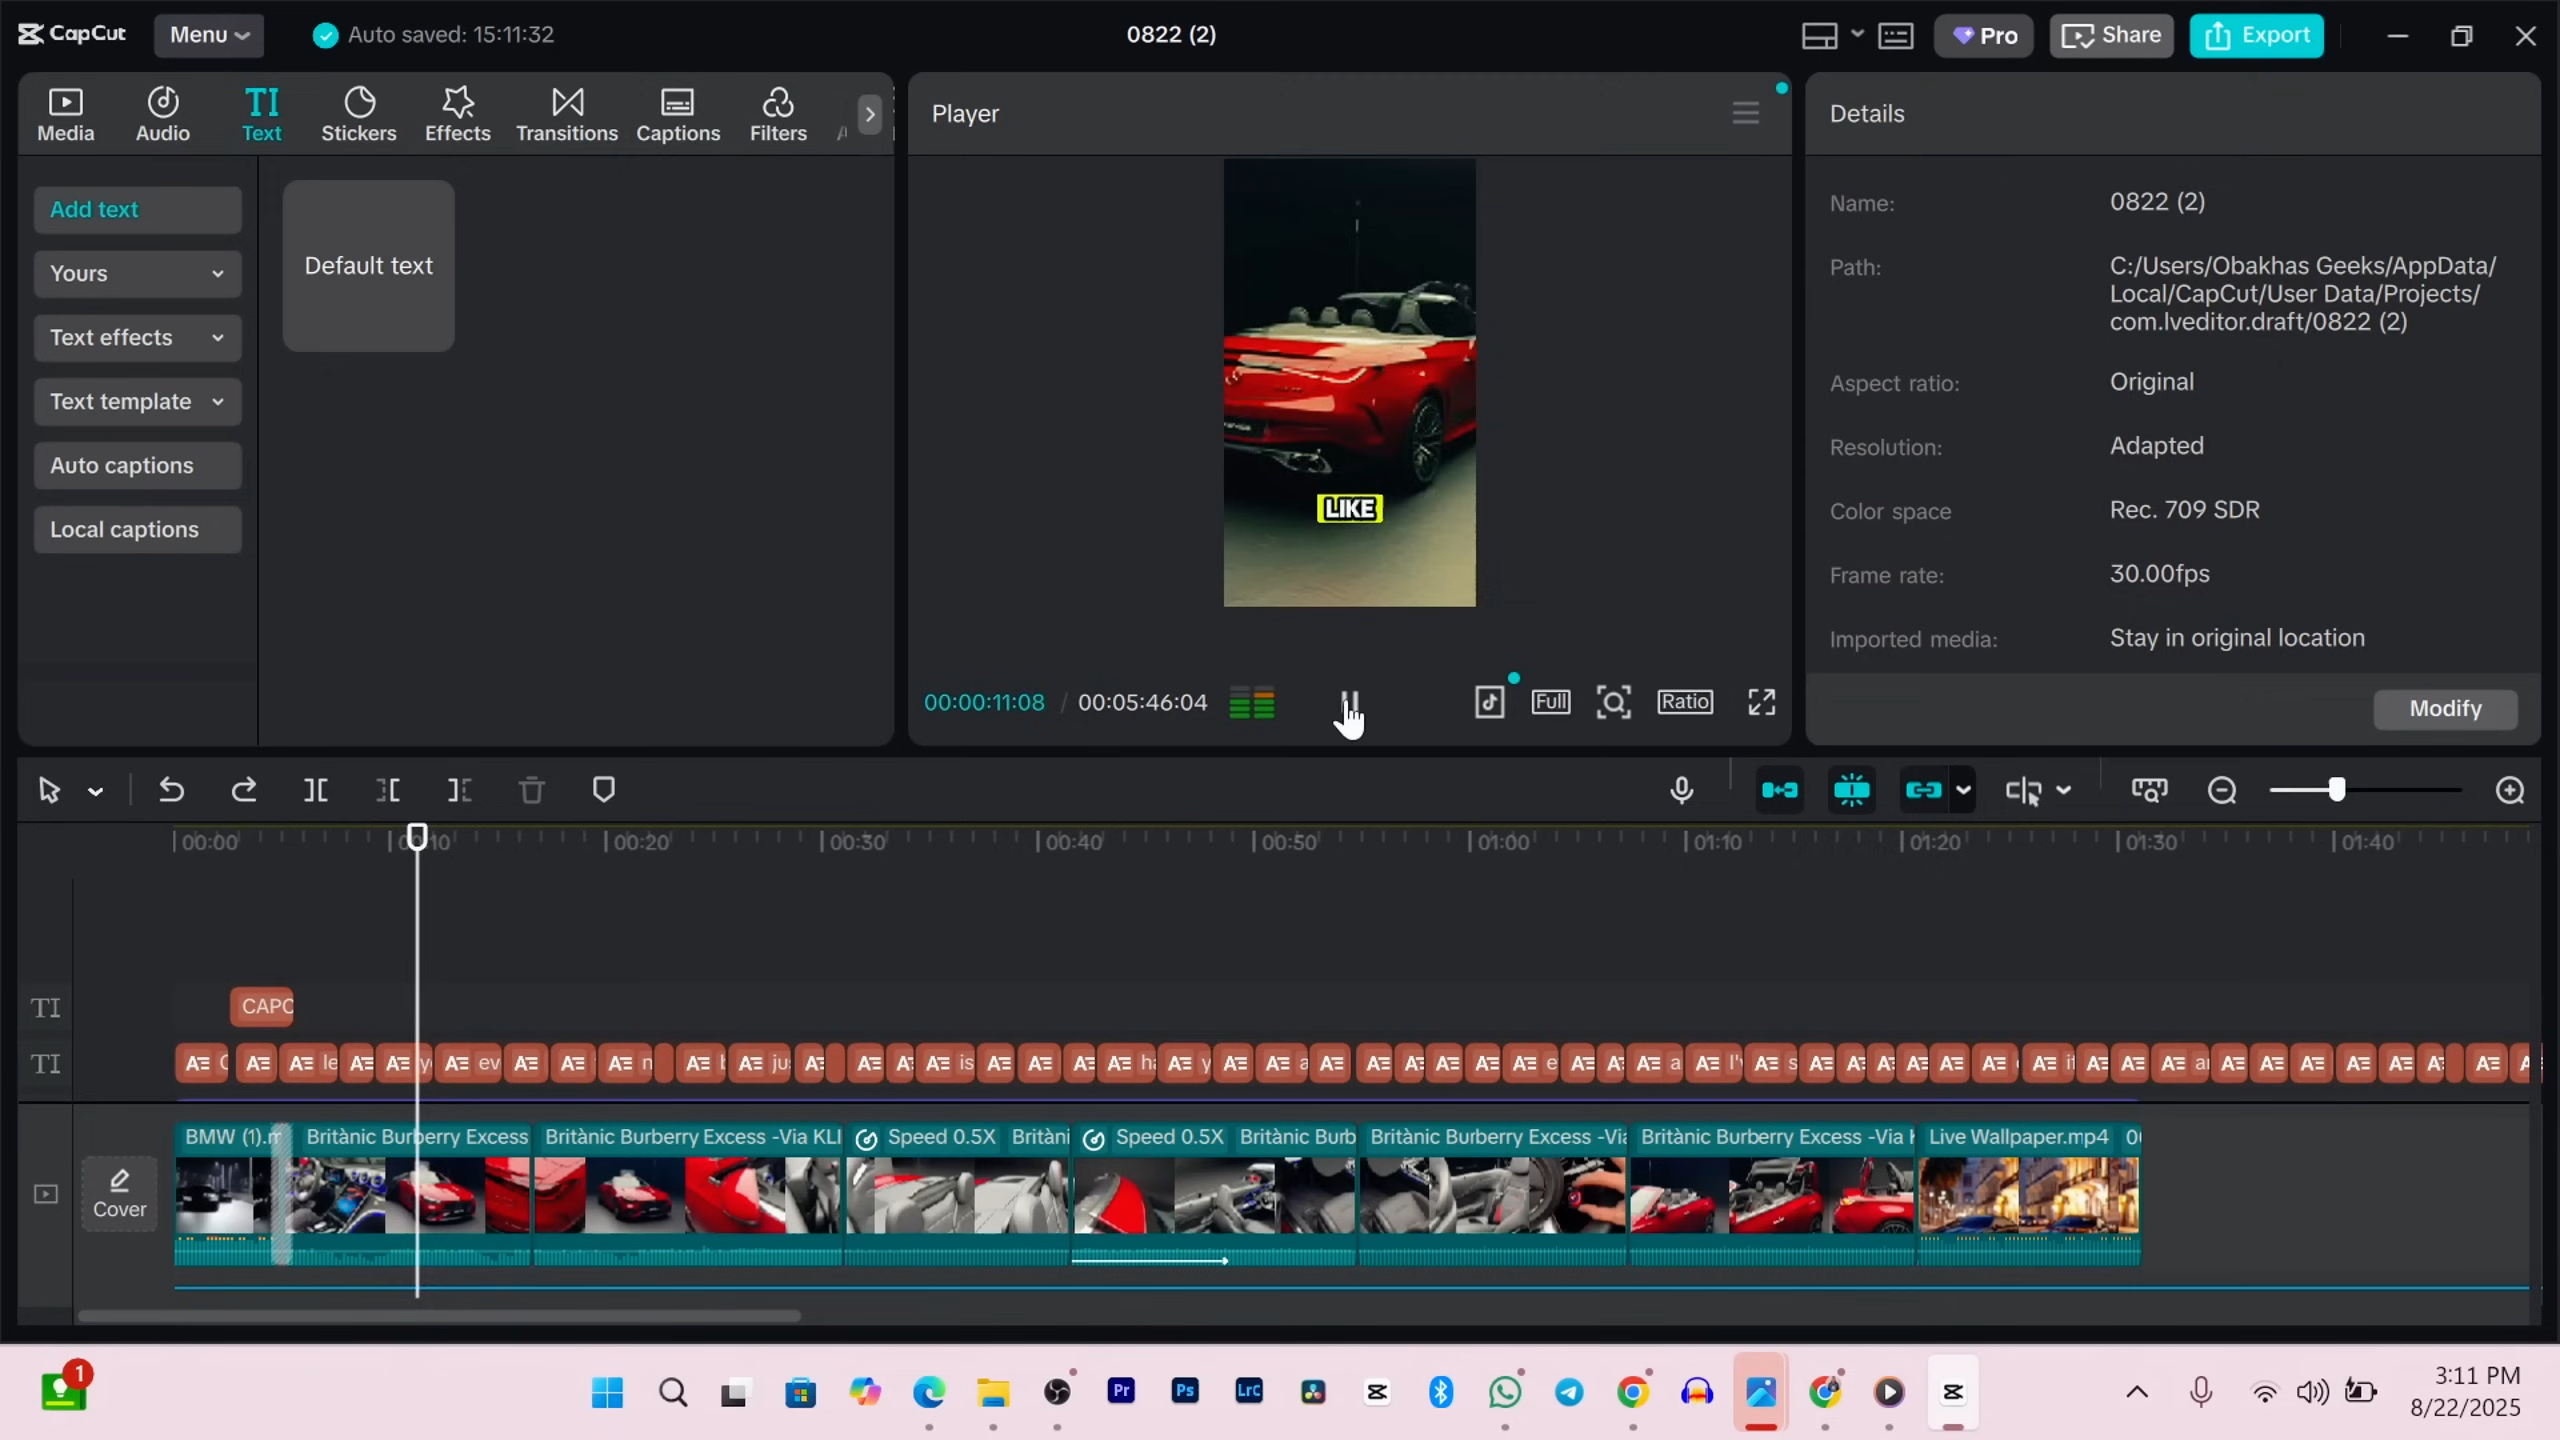 CapCut
Menu
Auto saved: 15:11:32
0822 (2)
Pro
Share
Export
Media
Audio
TI
Text
Stickers
Effects
Transitions
Captions
Filters
Player
Details
Add text
Yours
Text effects
Text template
Auto captions
Local captions
Default text
LIKE
Name:
0822 (2)
Path:
C:/Users/Obakhas Geeks/AppData/
Local/CapCut/User Data/Projects/
com.lveditor.draft/0822 (2)
Aspect ratio:
Original
Resolution:
Adapted
Color space
Rec. 709 SDR
Frame rate:
30.00fps
Imported media:
Stay in original location
00:00:11:08 / 00:05:46:04
Full
Ratio
Modify
00:00
00:20
00:30
00:40
00:50
01:00
01:10
01:20
01:30
01:40
TI
CAPC
TI
BMW (1).m
Britànic Burberry Excess
Britànic Burberry Excess -Via KLI
Speed 0.5X Britàni
Speed 0.5X Britànic Burb
Britànic Burberry Excess -Via
Britànic Burberry Excess -Via K
Live Wallpaper.mp4
Cover
1
Pr
Ps
LrC
3:11 PM
8/22/2025